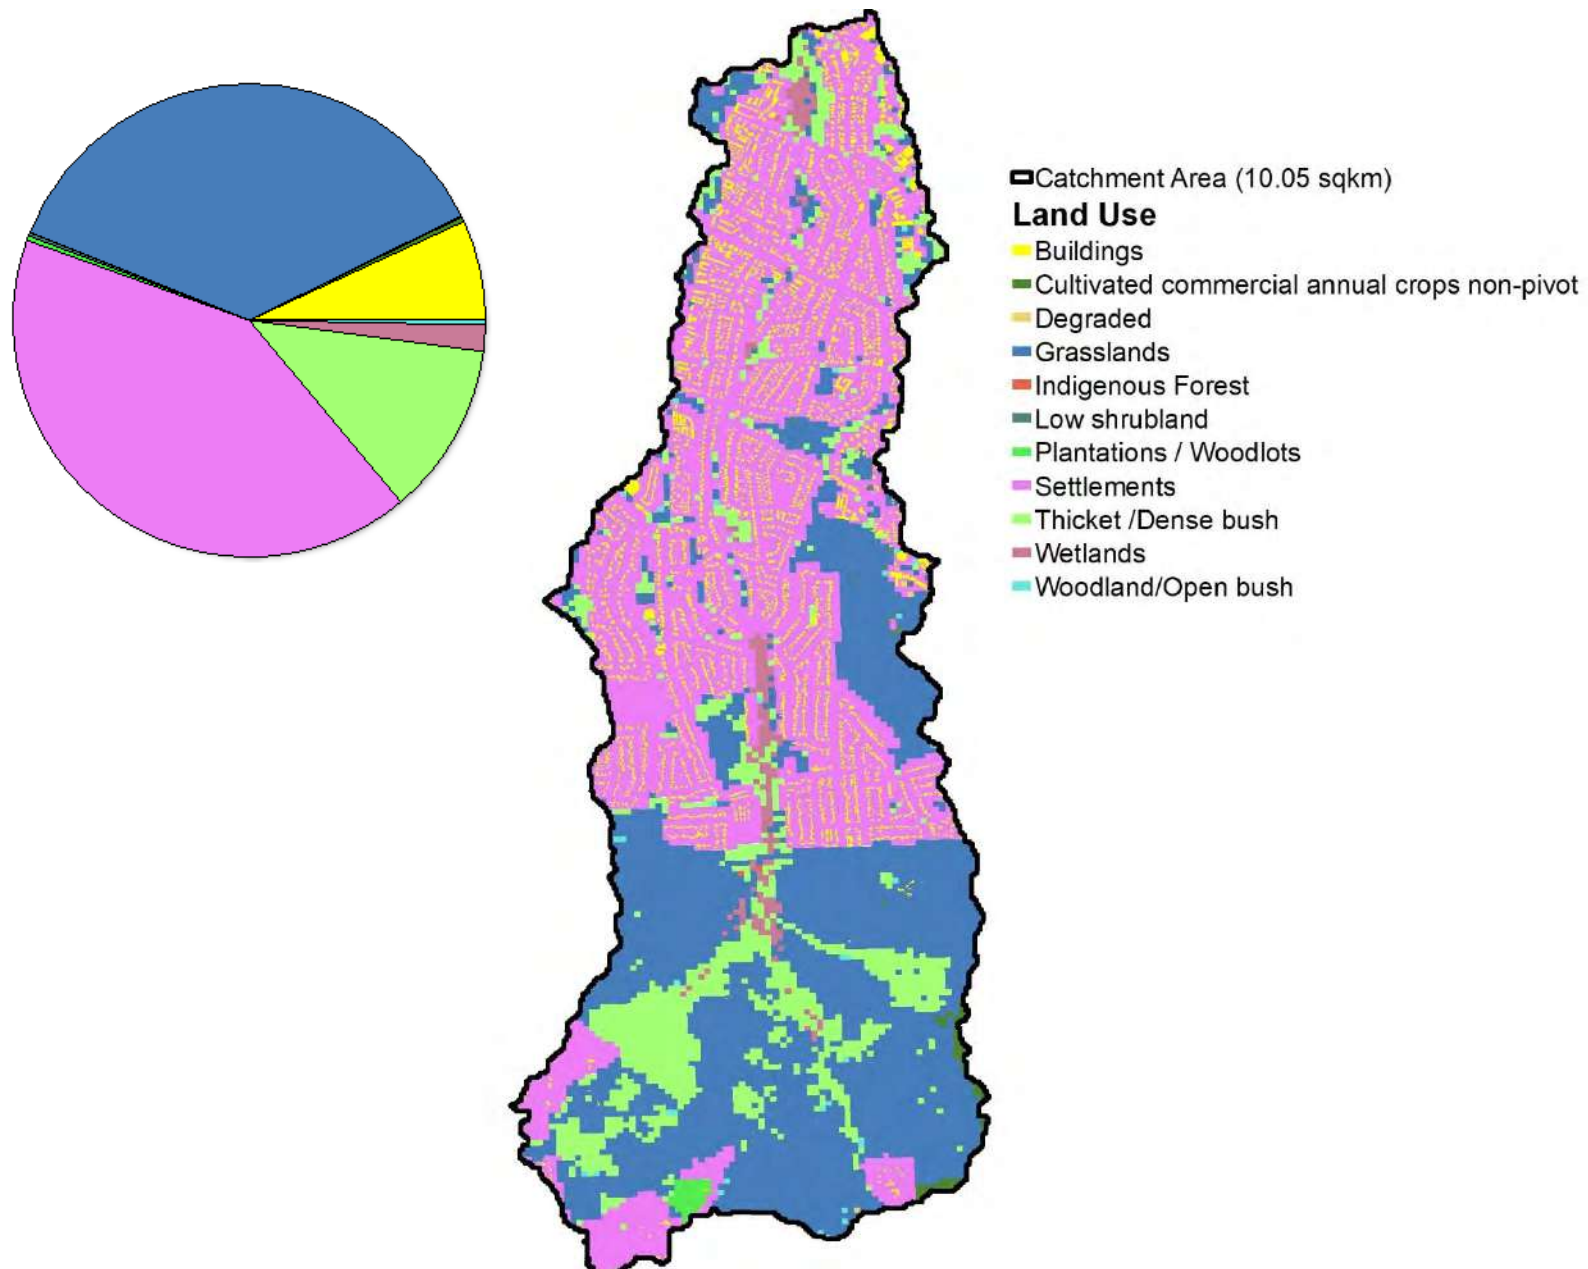 Catchment Area (10.05 sqkm)
Land Use
Buildings
Cultivated commercial annual crops non-pivot
Degraded
Grasslands
Indigenous Forest
Low shrubland
Plantations / Woodlots
Settlements
Thicket /Dense bush
Wetlands
Woodland/Open bush